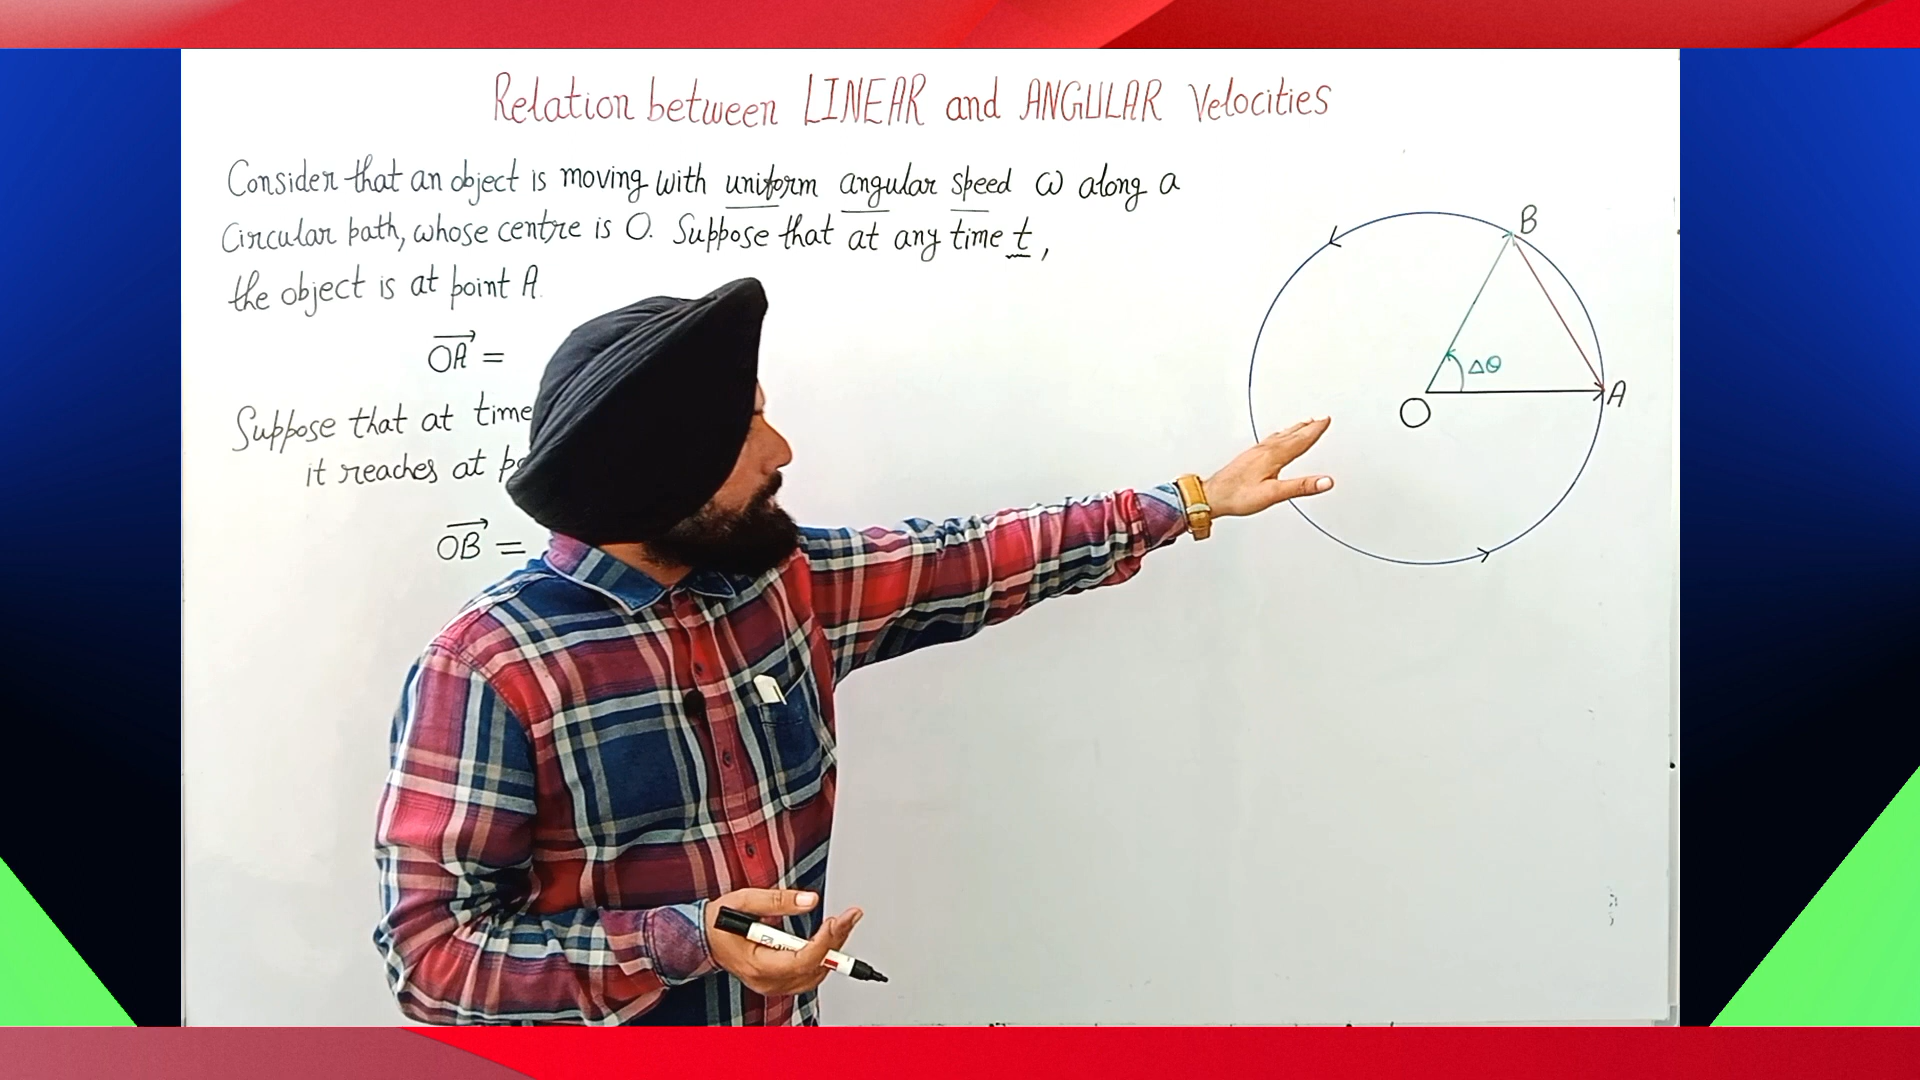 Relation between LINEAR and ANGULAR Velocities
Consider that an object is moving with uniform angular speed ω along a
Circular path, whose centre is O. Suppose that at any time t,
the object is at point A.
OA⃗ =
Suppose that at time
it reaches at
OB⃗ =
B
Δθ
O
A